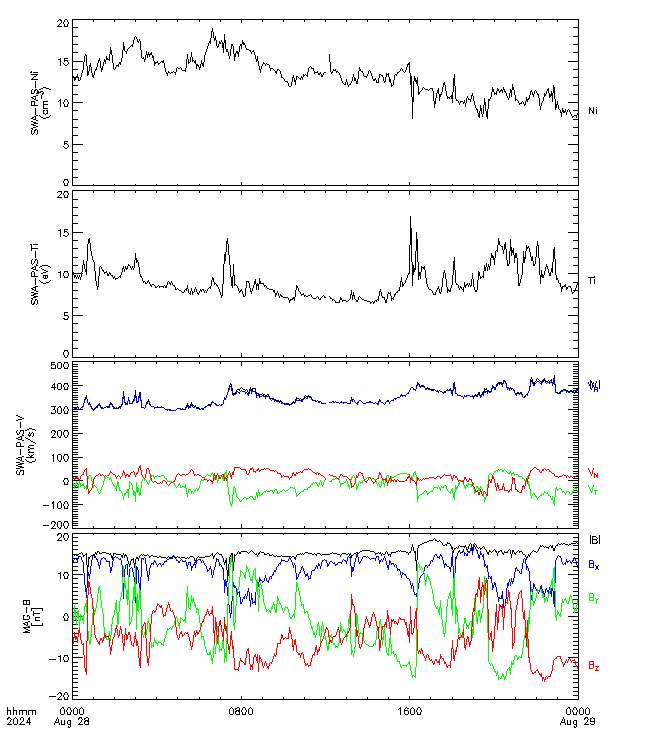 20
15
10
5
0
SWA-PAS-Ni
(cm-3)
Ni
20
15
10
5
0
SWA-PAS-Ti
(eV)
Ti
500
400
300
200
100
0
-100
-200
SWA-PAS-V
(km/s)
VN
VT
20
10
0
-10
-20
MAG-B
[nT]
|B|
Bx
BY
Bz
hhmm 0000 0800 1600 0000
2024 Aug 28 Aug 29